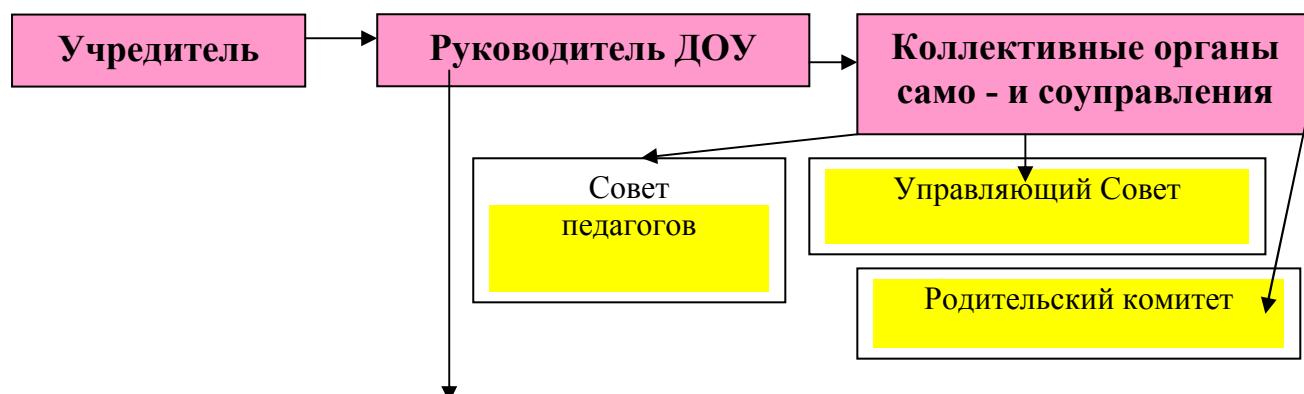 Учредитель
Руководитель ДОУ
Коллективные органы
само - и соуправления
Совет
педагогов
Управляющий Совет
Родительский комитет